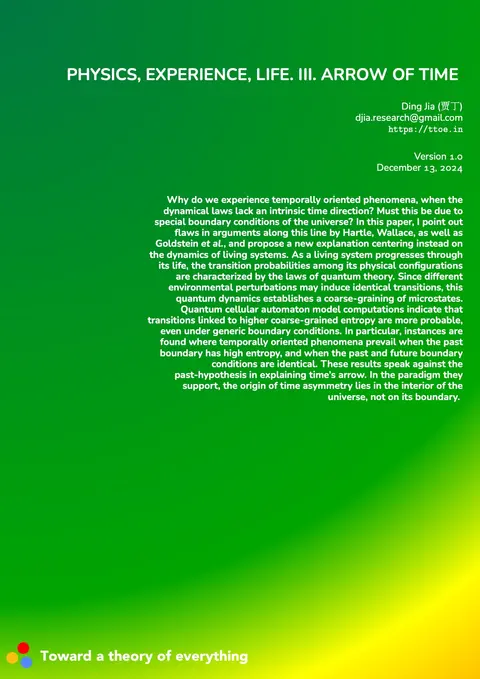 PHYSICS, EXPERIENCE, LIFE. III. ARROW OF TIME
Ding Jia (贾丁)
djia.research@gmail.com
https://ttoe.in
Version 1.0
December 13, 2024
Why do we experience temporally oriented phenomena, when the
dynamical laws lack an intrinsic time direction? Must this be due to
special boundary conditions of the universe? In this paper, I point out
flaws in arguments along this line by Hartle, Wallace, as well as
Goldstein et al., and propose a new explanation centering instead on
the dynamics of living systems. As a living system progresses through
its life, the transition probabilities among its physical configurations
are characterized by the laws of quantum theory. Since different
environmental perturbations may induce identical transitions, this
quantum dynamics establishes a coarse-graining of microstates.
Quantum cellular automaton model computations indicate that
transitions linked to higher coarse-grained entropy are more probable,
even under generic boundary conditions. In particular, instances are
found where temporally oriented phenomena prevail when the past
boundary has high entropy, and when the past and future boundary
conditions are identical. These results speak against the
past-hypothesis in explaining time's arrow. In the paradigm they
support, the origin of time asymmetry lies in the interior of the
universe, not on its boundary.
Toward a theory of everything